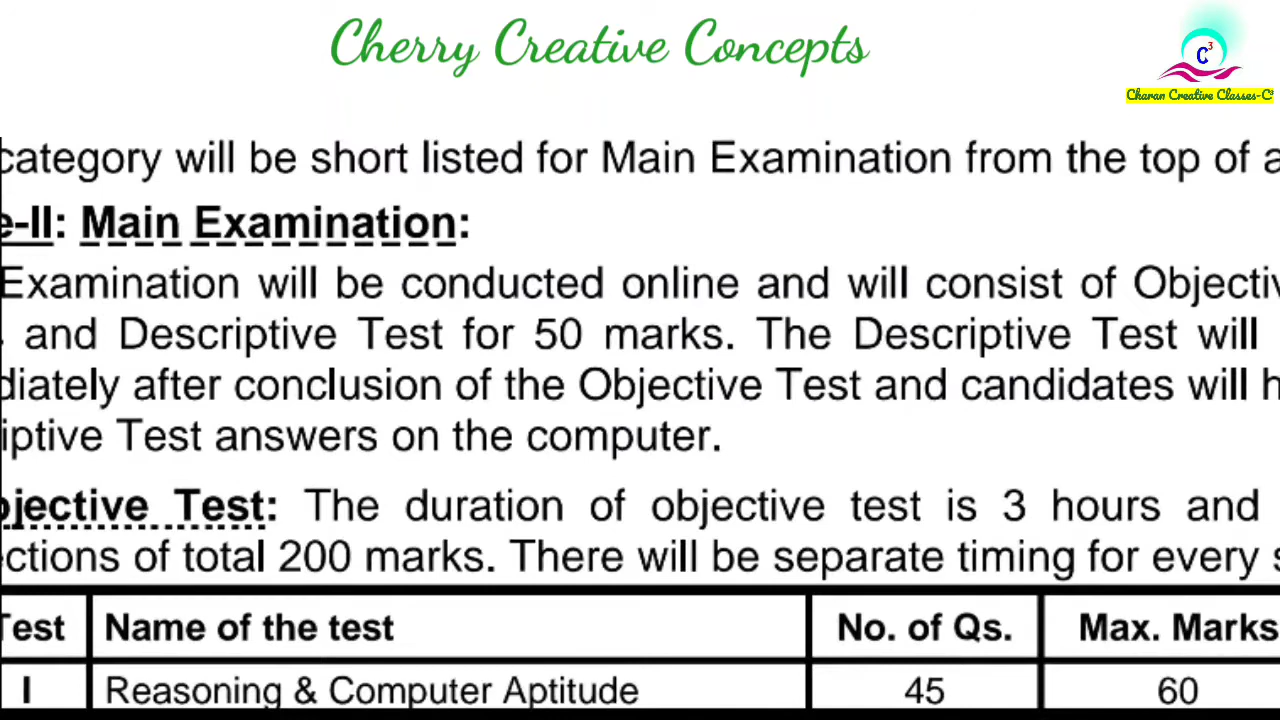 Cherry Creative Concepts
C³
Charan Creative Classes-C³
category will be short listed for Main Examination from the top of a
e-II: Main Examination:
Examination will be conducted online and will consist of Objectiv
and Descriptive Test for 50 marks. The Descriptive Test will
diately after conclusion of the Objective Test and candidates will h
iptive Test answers on the computer.
bjective Test: The duration of objective test is 3 hours and
ections of total 200 marks. There will be separate timing for every s
Test Name of the test No. of Qs. Max. Marks
I Reasoning & Computer Aptitude 45 60